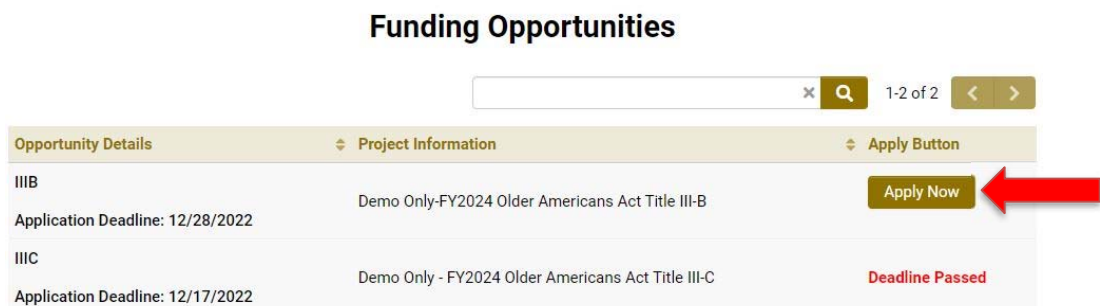 Funding Opportunities
1-2 of 2
Opportunity Details
Project Information
Apply Button
IIIB
Application Deadline: 12/28/2022
Demo Only-FY2024 Older Americans Act Title III-B
Apply Now
IIIC
Application Deadline: 12/17/2022
Demo Only - FY2024 Older Americans Act Title III-C
Deadline Passed